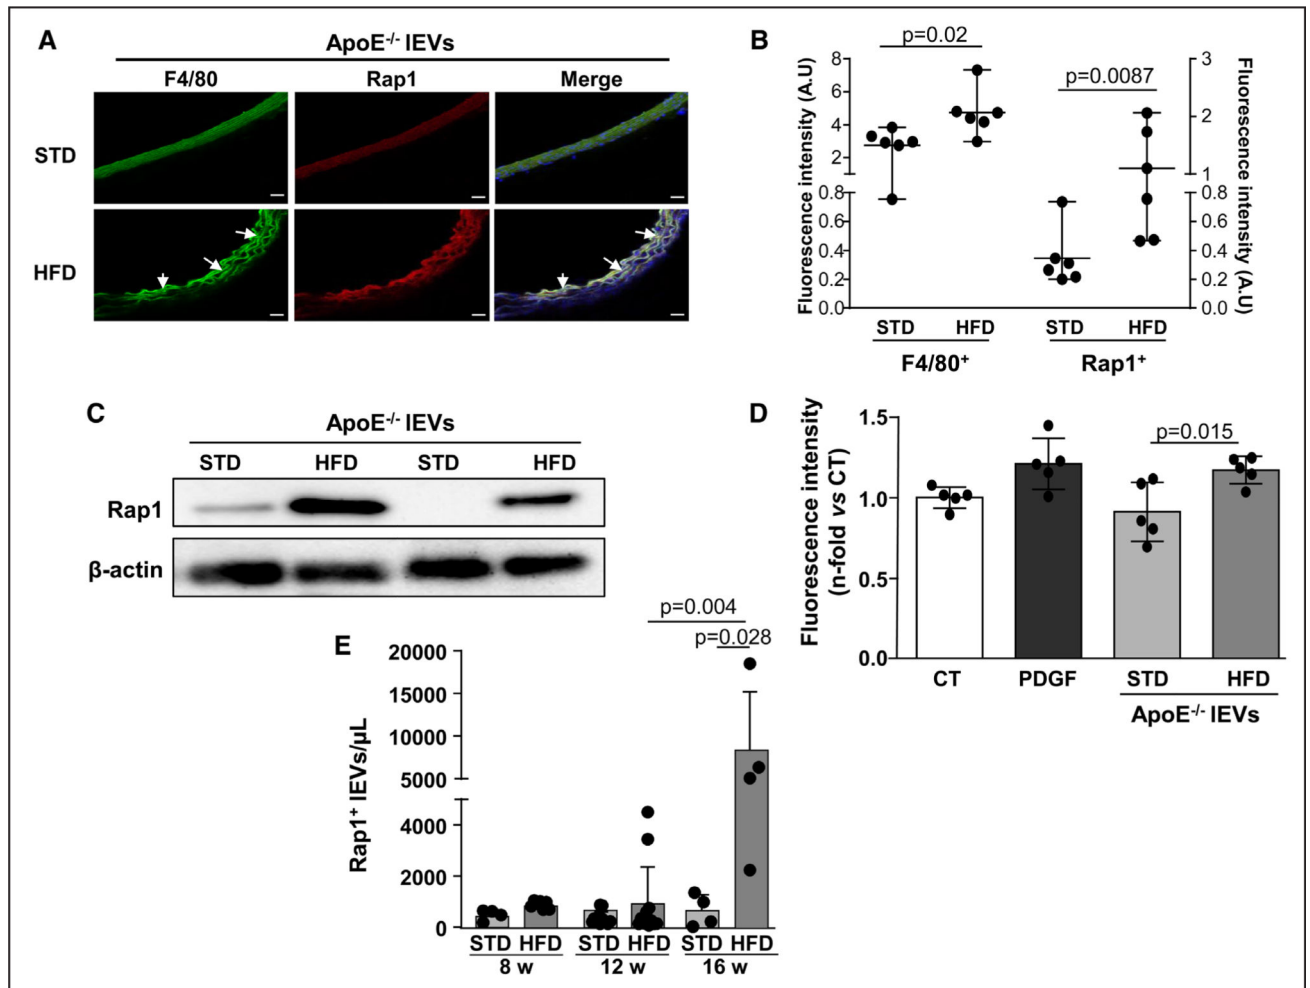 A
ApoE-/- lEVs
F4/80 Rap1 Merge
STD
HFD
B
p=0.02
p=0.0087
Fluorescence intensity (A.U)
8
6
4
2
0.8
0.6
0.4
0.2
0.0
3
2
1
0.8
0.6
0.4
0.2
0.0
Fluorescence intensity (A.U)
STD HFD STD HFD
F4/80+ Rap1+
C
ApoE-/- lEVs
STD HFD STD HFD
Rap1
β-actin
D
Fluorescence intensity
(n-fold vs CT)
1.5
1.0
0.5
0.0
p=0.015
CT PDGF STD HFD
ApoE-/- lEVs
E
p=0.004
p=0.028
Rap1+ lEVs/µL
20000
15000
10000
5000
4000
2000
0
STD HFD STD HFD STD HFD
8 w 12 w 16 w